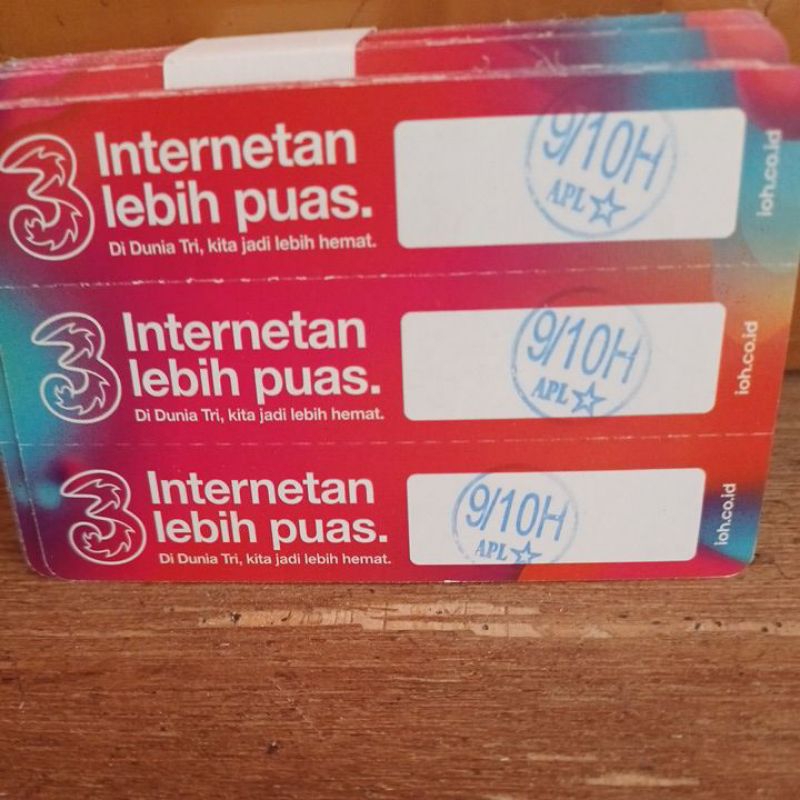 3 Internetan
lebih puas.
Di Dunia Tri, kita jadi lebih hemat.
9/10H
APL
ioh.co.id
3 Internetan
lebih puas.
Di Dunia Tri, kita jadi lebih hemat.
9/10H
APL
ioh.co.id
3 Internetan
lebih puas.
Di Dunia Tri, kita jadi lebih hemat.
9/10H
APL
ioh.co.id